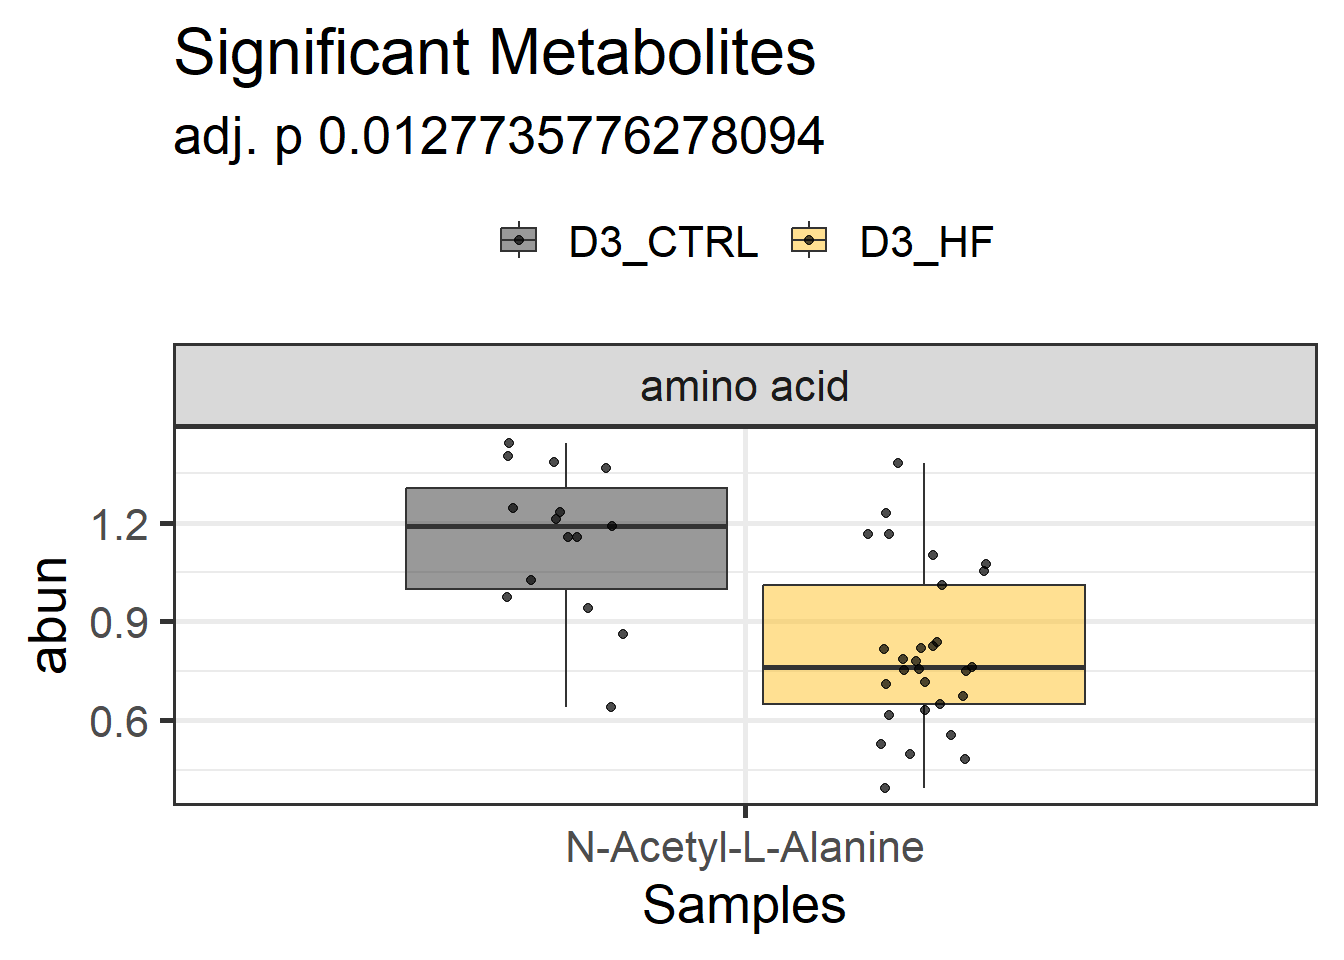 Significant Metabolites
adj. p 0.0127735776278094
D3_CTRL D3_HF
amino acid
1.2
0.9
0.6
abun
N-Acetyl-L-Alanine
Samples